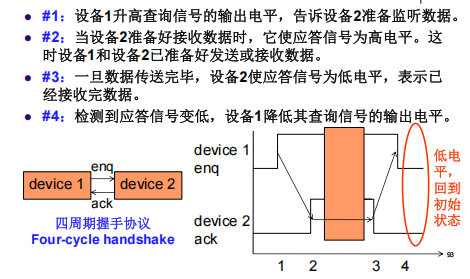 #1：设备1升高查询信号的输出电平，告诉设备2准备监听数据。
#2：当设备2准备好接收数据时，它使应答信号为高电平。这
时设备1和设备2已准备好发送或接收数据。
#3：一旦数据传送完毕，设备2使应答信号为低电平，表示已
经接收完数据。
#4：检测到应答信号变低，设备1降低其查询信号的输出电平。
enq
device 1
device 2
ack
四周期握手协议
Four-cycle handshake
device 1
enq
device 2
ack
1
2
3
4
低电
平，
回到
初始
状态
93